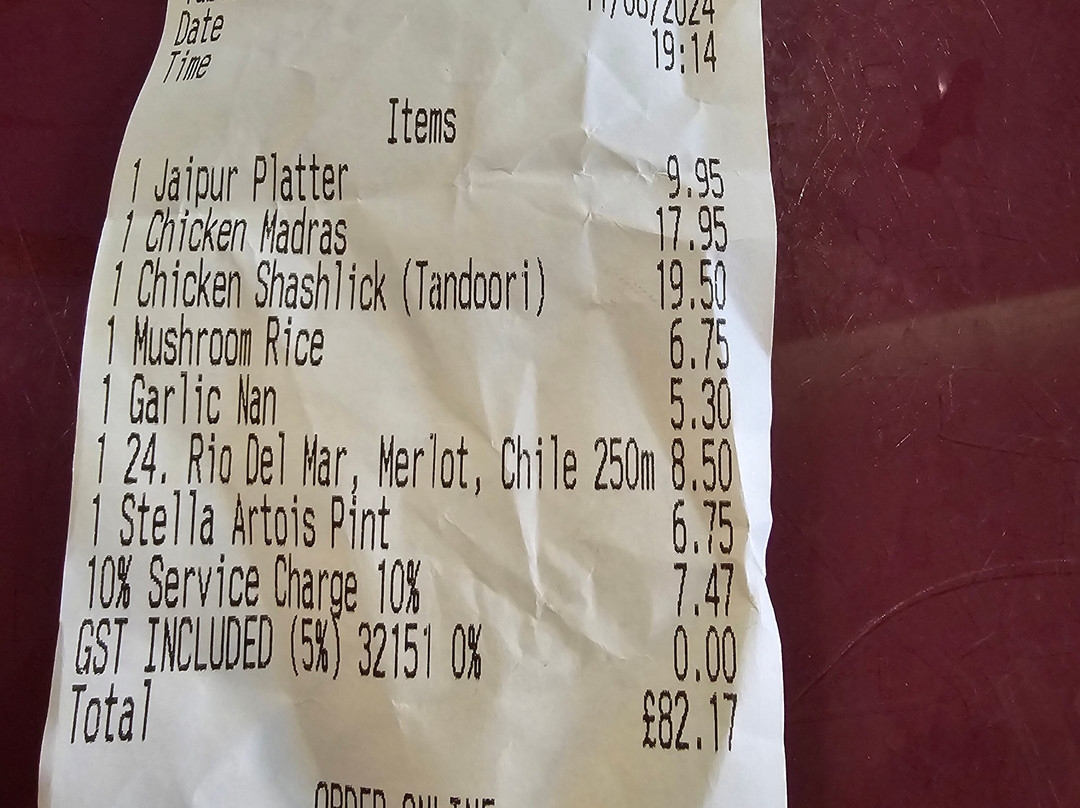 Date 2024
Time 19:14
Items
1 Jaipur Platter 9.95
1 Chicken Madras 17.95
1 Chicken Shashlick (Tandoori) 19.50
1 Mushroom Rice 6.75
1 Garlic Nan 5.30
1 24. Rio Del Mar, Merlot, Chile 250m 8.50
1 Stella Artois Pint 6.75
10% Service Charge 10% 7.47
GST INCLUDED (5%) 32151 0% 0.00
Total £82.17
ORDER ONLINE